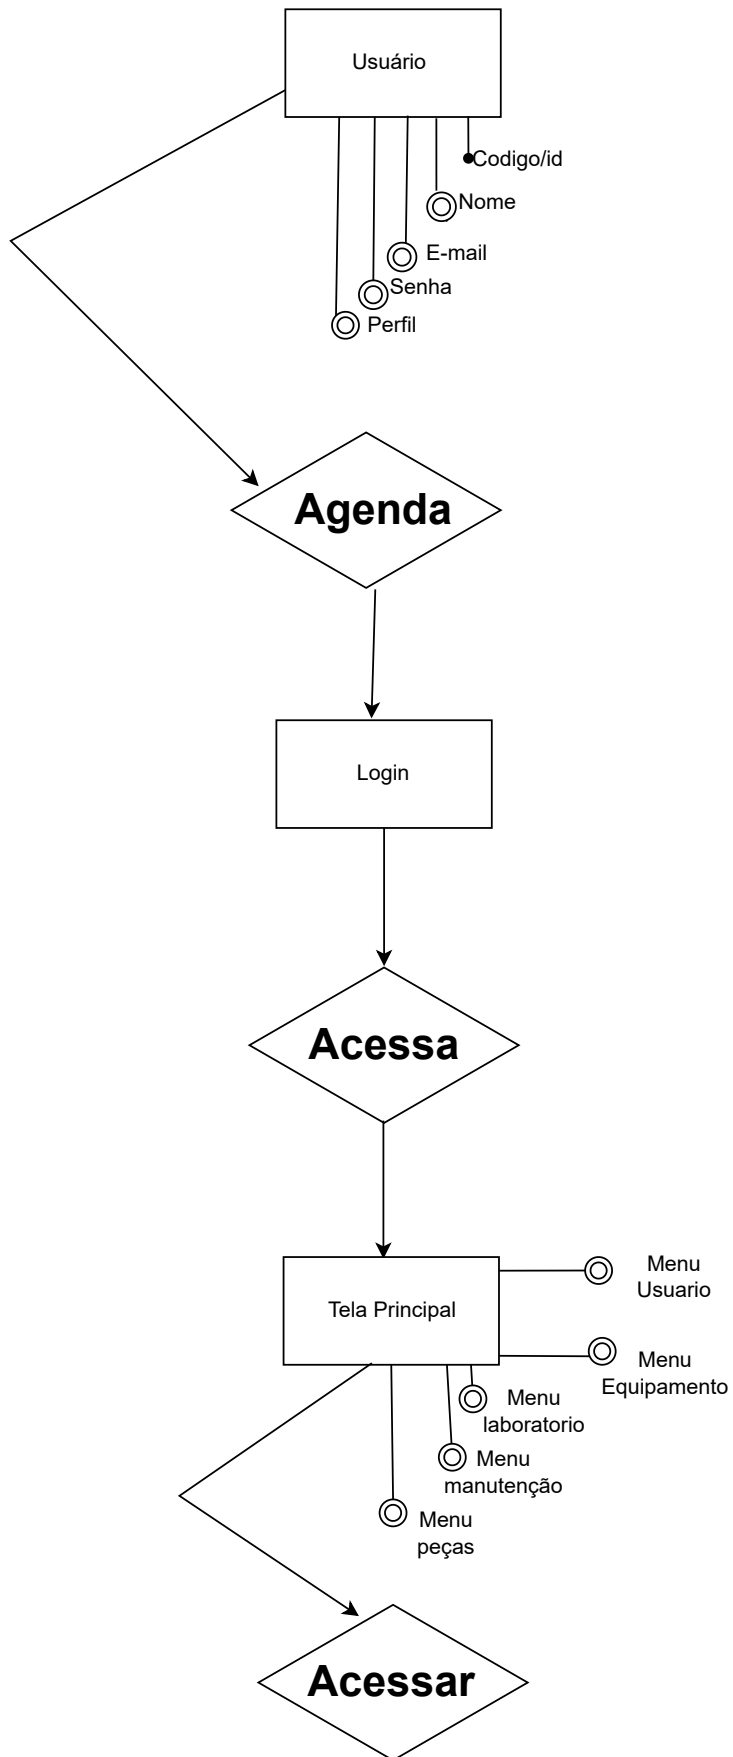 Usuário
Codigo/id
Nome
E-mail
Senha
Perfil
Agenda
Login
Acessa
Menu
Usuario
Tela Principal
Menu
Equipamento
Menu
laboratorio
Menu
manutenção
Menu
peças
Acessar